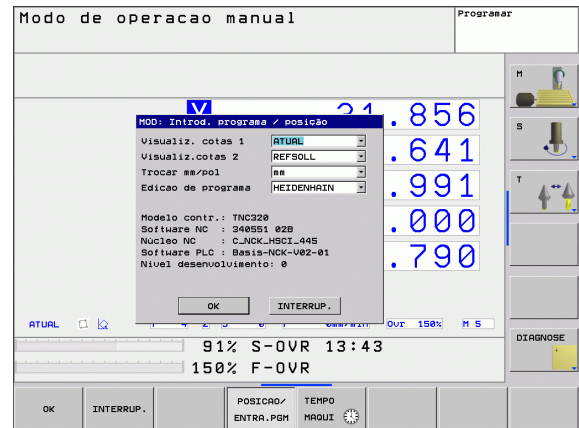 Modo de operacao manual
Programar
M
S
T
DIAGNOSE
MOD: Introd. programa / posição
Visualiz. cotas 1 ATUAL
Visualiz.cotas 2 REFSOLL
Trocar mm/pol mm
Edicao de programa HEIDENHAIN
Modelo contr.: TNC320
Software NC : 340551 02B
Núcleo NC : C_NCK_HSCI_445
Software PLC : Basis-NCK-V02-01
Nível desenvolvimento: 0
OK INTERRUP.
.856
.641
.991
.000
.790
ATUAL
Ovr 150% M 5
91% S-OVR 13:43
150% F-OVR
OK
INTERRUP.
POSICAO/
ENTRA.PGM
TEMPO
MAQUI